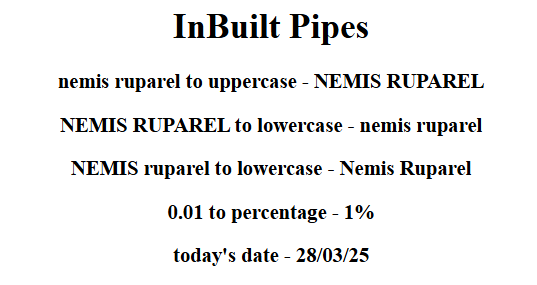 InBuilt Pipes
nemis ruparel to uppercase - NEMIS RUPAREL
NEMIS RUPAREL to lowercase - nemis ruparel
NEMIS ruparel to lowercase - Nemis Ruparel
0.01 to percentage - 1%
today's date - 28/03/25